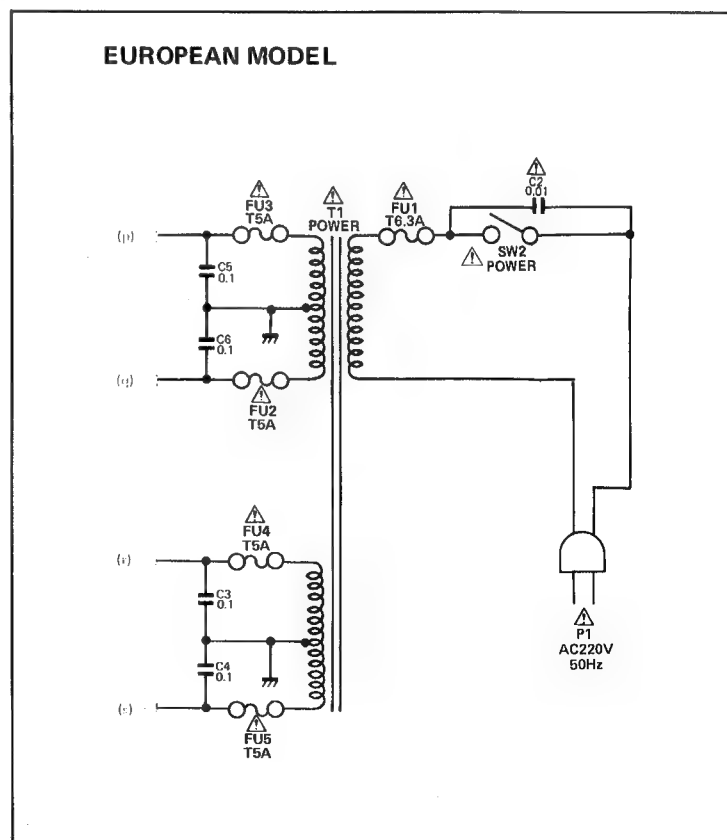 EUROPEAN MODEL
C2
0.01
FU3
T5A
T1
POWER
FU1
T6.3A
(p)
SW2
POWER
C5
0.1
C6
0.1
(q)
FU2
T5A
FU4
T5A
(r)
C3
0.1
P1
AC220V
50Hz
C4
0.1
(s)
FU5
T5A